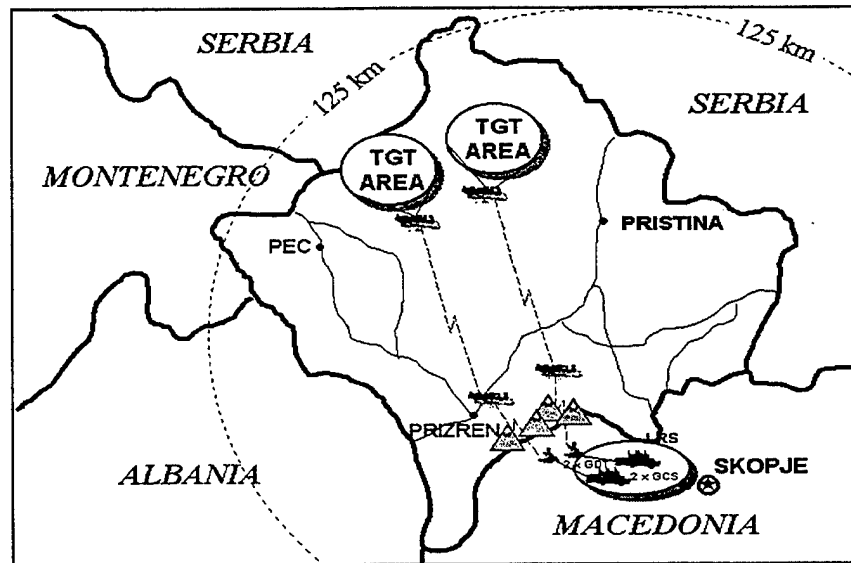 SERBIA
125 km
125 km
SERBIA
TGT
AREA
TGT
AREA
MONTENEGRO
PRISTINA
PEC
PRIZREN
LRS
2 x GDT
2 x GCS
SKOPJE
ALBANIA
MACEDONIA